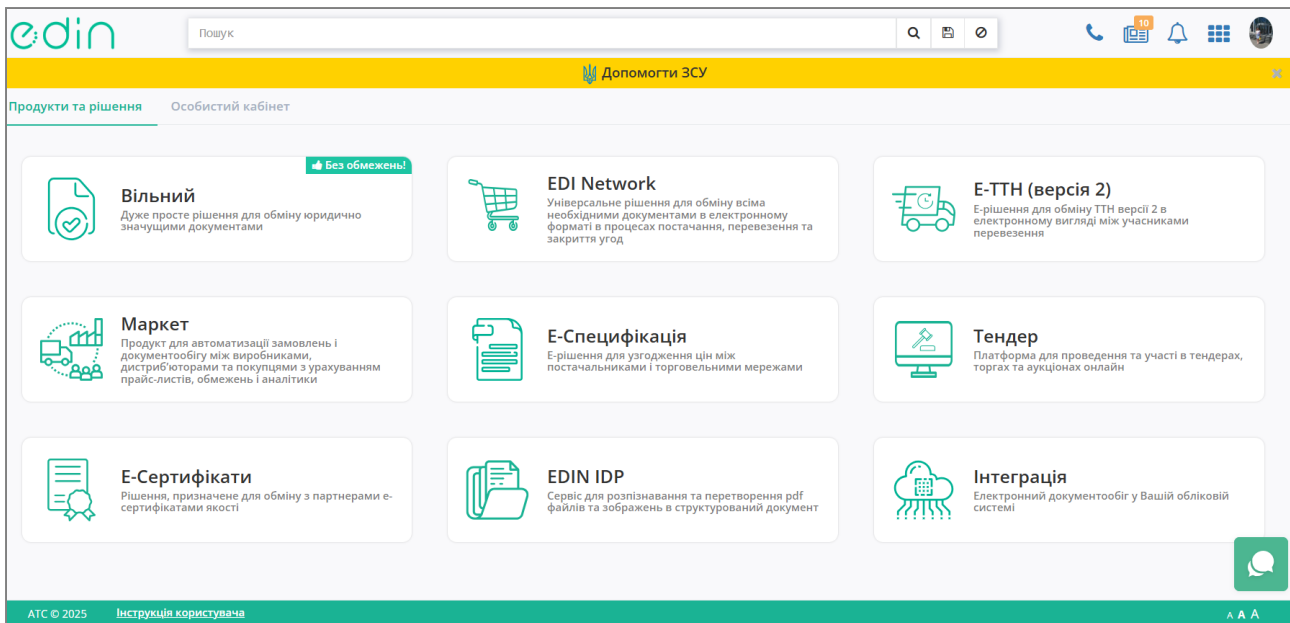 edin
Пошук
10
Допомогти ЗСУ
Продукти та рішення
Особистий кабінет
Без обмежень!
Вільний
Дуже просте рішення для обміну юридично
значущими документами
EDI Network
Універсальне рішення для обміну всіма
необхідними документами в електронному
форматі в процесах постачання, перевезення та
закриття угод
Е-ТТН (версія 2)
Е-рішення для обміну ТТН версії 2 в
електронному вигляді між учасниками
перевезення
Маркет
Продукт для автоматизації замовлень і
документообігу між виробниками,
дистриб'юторами та покупцями з урахуванням
прайс-листів, обмежень і аналітики
Е-Специфікація
Е-рішення для узгодження цін між
постачальниками і торговельними мережами
Тендер
Платформа для проведення та участі в тендерах,
торгах та аукціонах онлайн
Е-Сертифікати
Рішення, призначене для обміну з партнерами е-
сертифікатами якості
EDIN IDP
Сервіс для розпізнавання та перетворення pdf
файлів та зображень в структурований документ
Інтеграція
Електронний документообіг у Вашій обліковій
системі
АТС © 2025
Інструкція користувача
А А А